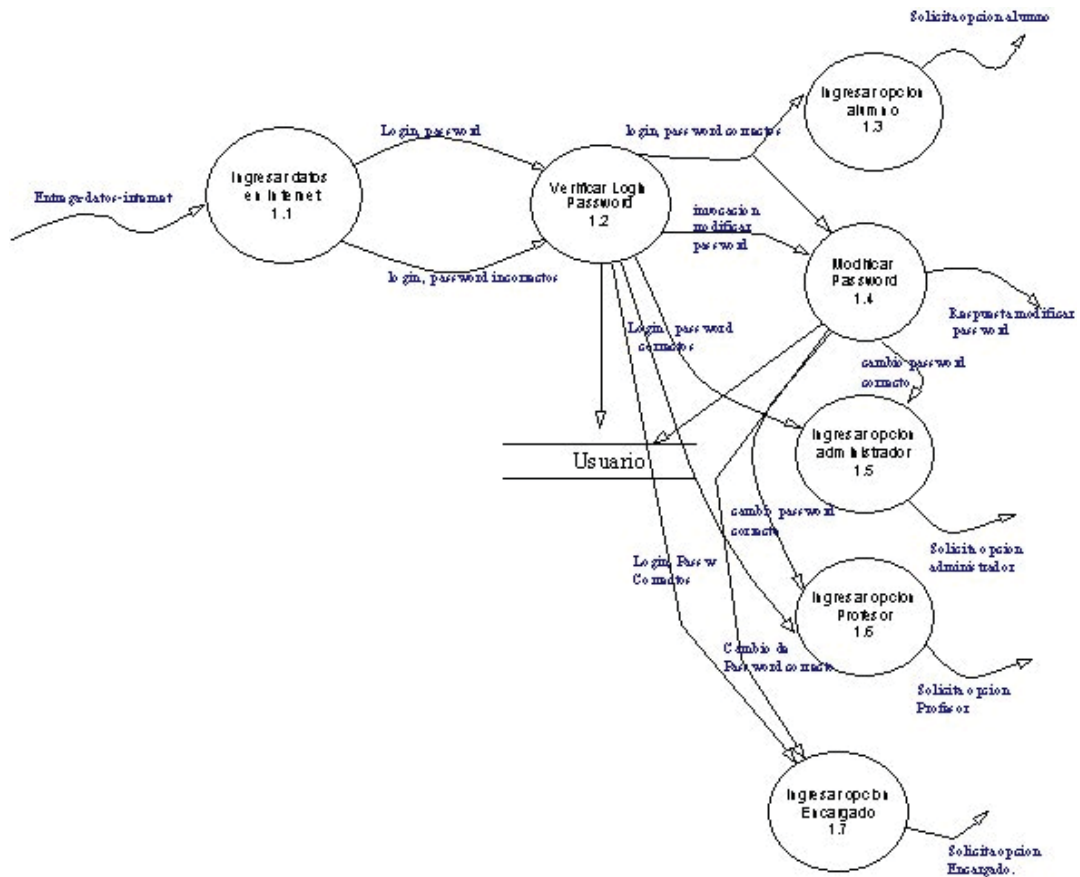 Solicita opcion alumno
Ingresar opcion
alumno
1.3
Login, password
login, password correctos
Ingresar datos
en Internet
1.1
Verificar Login
Password
1.2
Entrega-datos-internet
invocacion
modificar
password
login, password incorrectos
Modificar
Password
1.4
Respuesta modificar
password
Login, password
correctos
cambio password
correcto
Ingresar opcion
administrador
1.5
Usuario
cambio password
correcto
Solicita opcion
administrador
Login, Passw
Correctos
Ingresar opcion
Profesor
1.6
Cambio de
Password correcto
Solicita opcion
Profesor
Ingresar opcion
Encargado
1.7
Solicita opcion
Encargado.